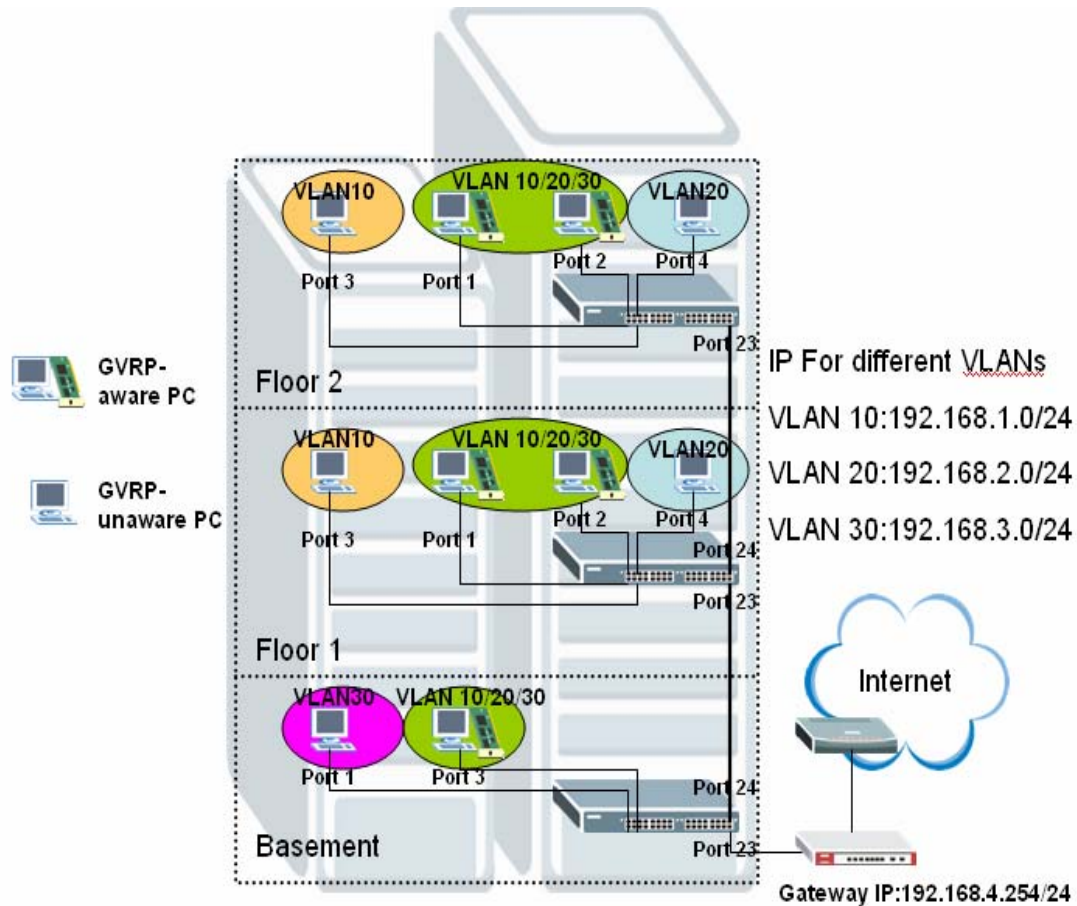 VLAN10
VLAN 10/20/30
VLAN20
Port 3
Port 1
Port 2
Port 4
Port 23
Floor 2
GVRP-
aware PC
GVRP-
unaware PC
VLAN10
VLAN 10/20/30
VLAN20
Port 3
Port 1
Port 2
Port 4
Port 24
Port 23
Floor 1
IP For different VLANs
VLAN 10:192.168.1.0/24
VLAN 20:192.168.2.0/24
VLAN 30:192.168.3.0/24
VLAN30
VLAN 10/20/30
Port 1
Port 3
Port 24
Port 23
Basement
Internet
Gateway IP:192.168.4.254/24